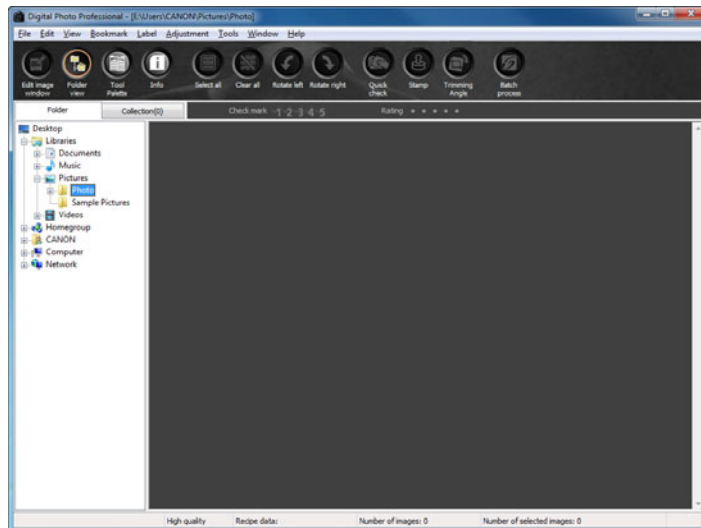 Digital Photo Professional - [E:\Users\CANON\Pictures\Photo]
File Edit View Bookmark Label Adjustment Tools Window Help
Edit image window Folder view Tool Palette Info Select all Clear all Rotate left Rotate right Quick check Stamp Trimming Angle Batch process
Folder Collection(0) Check mark 1 2 3 4 5 Rating
Desktop
Libraries
Documents
Music
Pictures
Photo
Sample Pictures
Videos
Homegroup
CANON
Computer
Network
High quality Recipe data: Number of images: 0 Number of selected images: 0